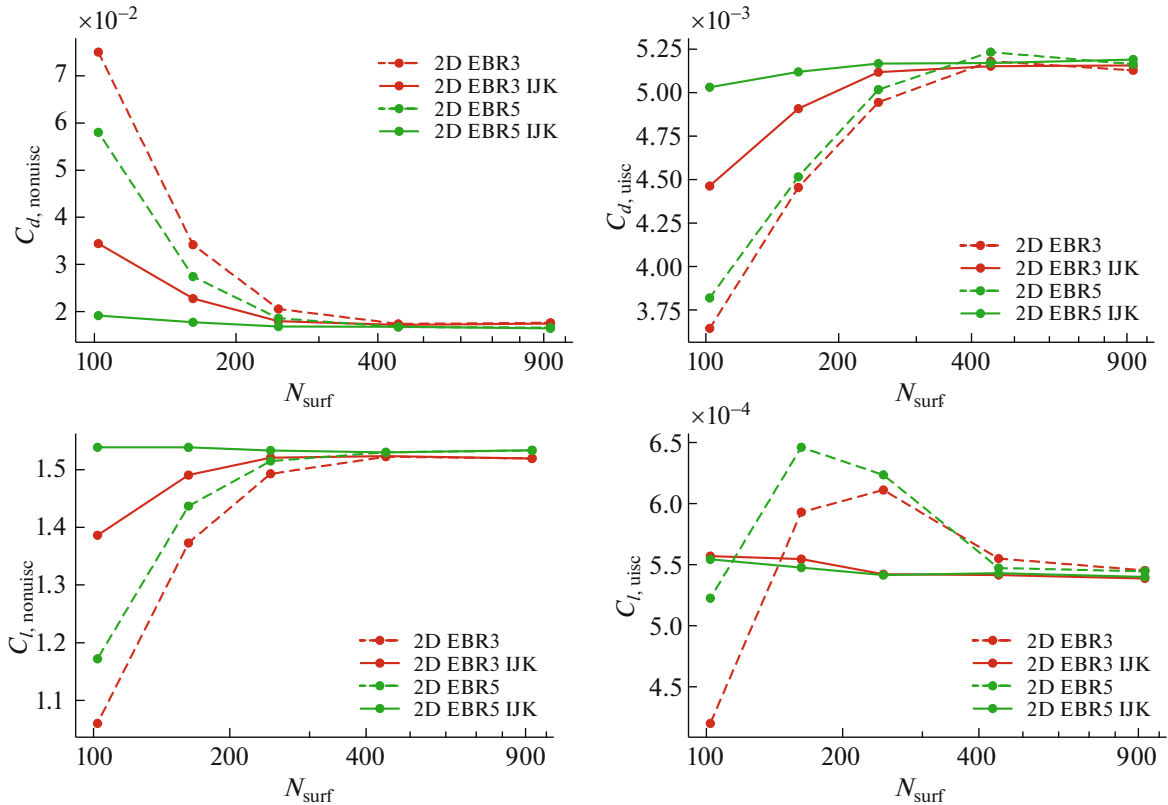 ×10⁻²
7
6
4
3
2
C_d, nonuisc
100
200
400
900
N_surf
2D EBR3
2D EBR3 IJK
2D EBR5
2D EBR5 IJK
×10⁻³
5.25
5.00
4.75
4.50
4.25
4.00
3.75
C_d, uisc
100
200
400
900
N_surf
2D EBR3
2D EBR3 IJK
2D EBR5
2D EBR5 IJK
1.5
1.4
1.3
1.2
1.1
C_l, nonuisc
100
200
400
900
N_surf
2D EBR3
2D EBR3 IJK
2D EBR5
2D EBR5 IJK
×10⁻⁴
6.5
6.0
5.5
5.0
4.5
C_l, uisc
100
200
400
900
N_surf
2D EBR3
2D EBR3 IJK
2D EBR5
2D EBR5 IJK